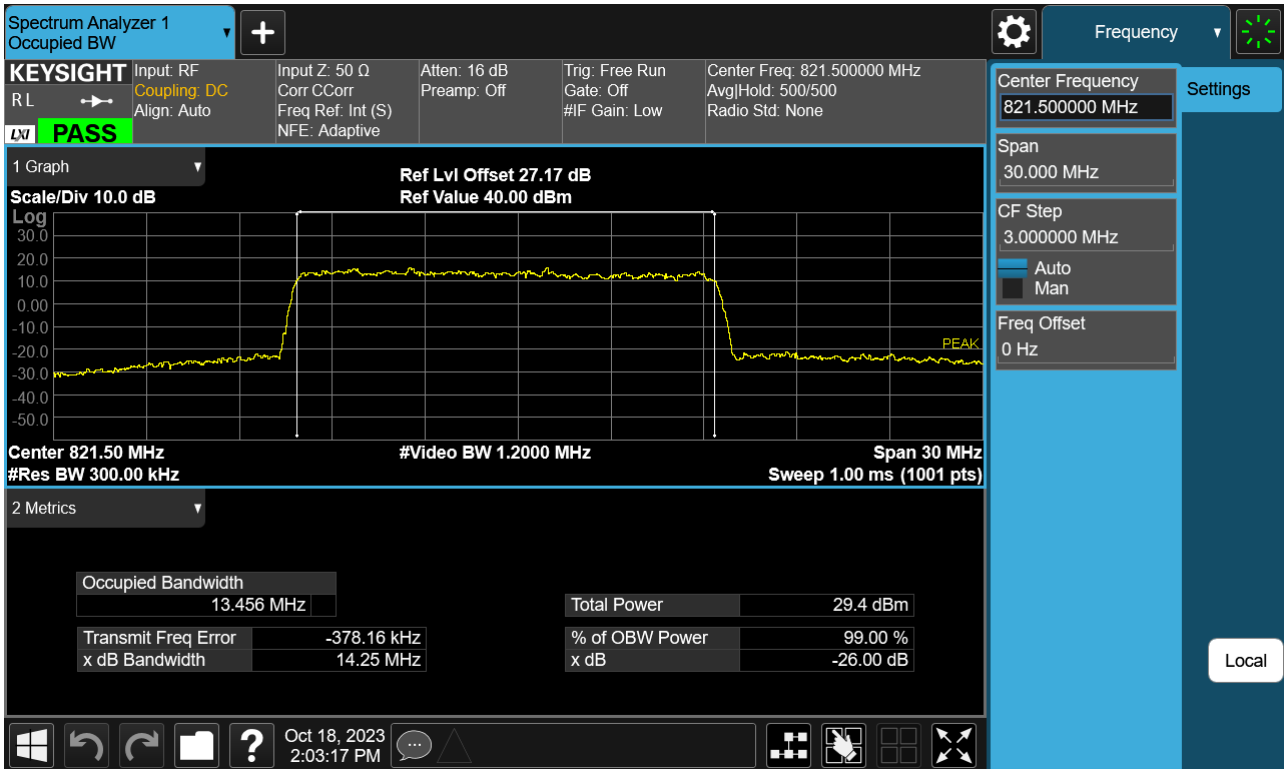 Spectrum Analyzer 1
Occupied BW
+
Frequency
KEYSIGHT
R L
LXI PASS
Input: RF
Coupling: DC
Align: Auto
Input Z: 50 Ω
Corr CCorr
Freq Ref: Int (S)
NFE: Adaptive
Atten: 16 dB
Preamp: Off
Trig: Free Run
Gate: Off
#IF Gain: Low
Center Freq: 821.500000 MHz
Avg|Hold: 500/500
Radio Std: None
Center Frequency
821.500000 MHz
Settings
Span
30.000 MHz
CF Step
3.000000 MHz
Auto
Man
Freq Offset
0 Hz
Local
1 Graph
Scale/Div 10.0 dB
Ref Lvl Offset 27.17 dB
Ref Value 40.00 dBm
Log
30.0
20.0
10.0
0.00
-10.0
-20.0
-30.0
-40.0
-50.0
PEAK
Center 821.50 MHz
#Video BW 1.2000 MHz
Span 30 MHz
#Res BW 300.00 kHz
Sweep 1.00 ms (1001 pts)
2 Metrics
Occupied Bandwidth
13.456 MHz
Total Power 29.4 dBm
Transmit Freq Error -378.16 kHz
% of OBW Power 99.00 %
x dB Bandwidth 14.25 MHz
x dB -26.00 dB
?
Oct 18, 2023
2:03:17 PM